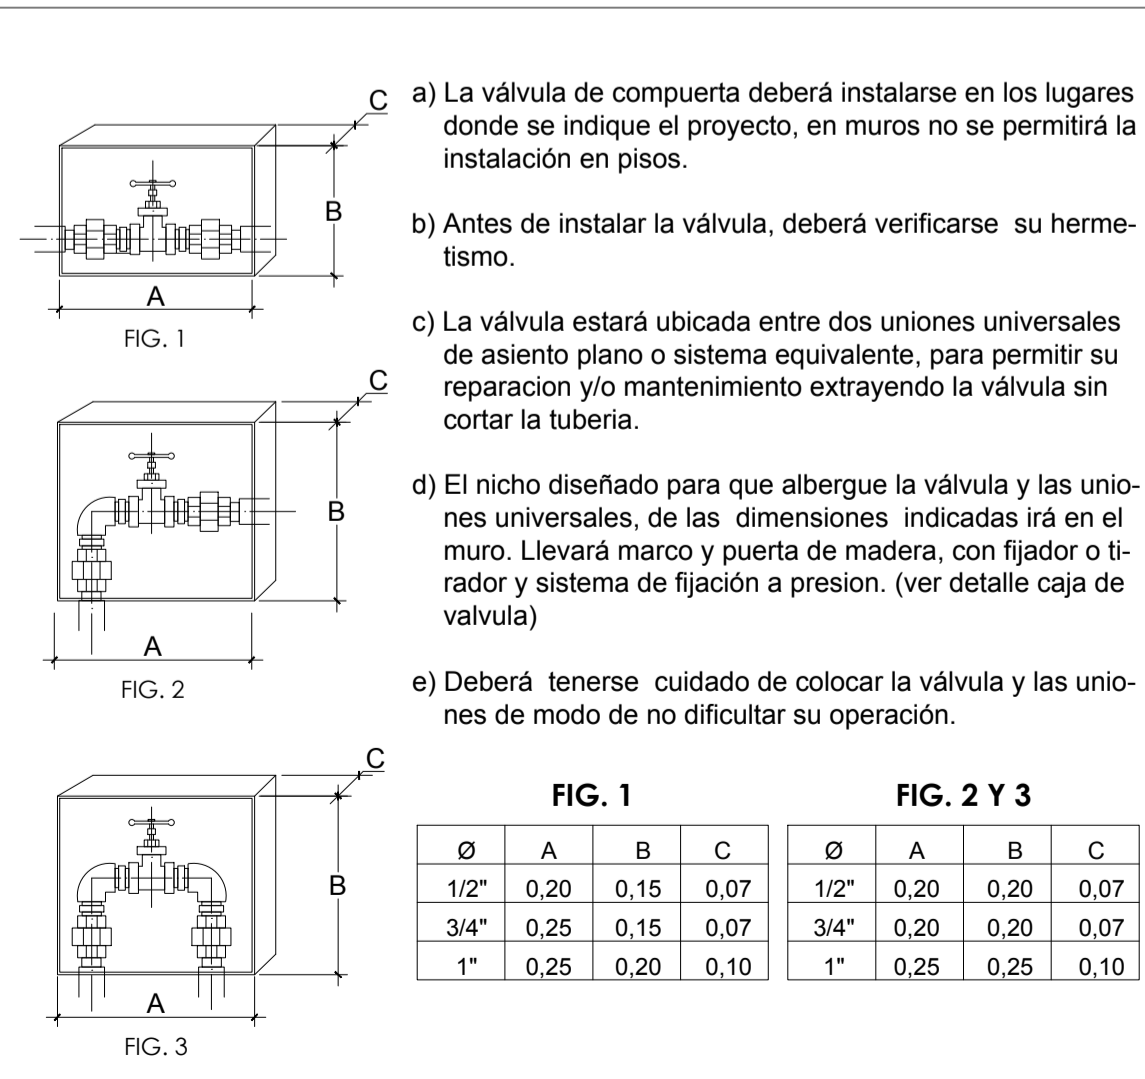 C
B
A
FIG. 1
C
B
A
FIG. 2
C
B
A
FIG. 3
a) La válvula de compuerta deberá instalarse en los lugares
donde se indique el proyecto, en muros no se permitirá la
instalación en pisos.
b) Antes de instalar la válvula, deberá verificarse su herme-
tismo.
c) La válvula estará ubicada entre dos uniones universales
de asiento plano o sistema equivalente, para permitir su
reparacion y/o mantenimiento extrayendo la válvula sin
cortar la tuberia.
d) El nicho diseñado para que albergue la válvula y las unio-
nes universales, de las dimensiones indicadas irá en el
muro. Llevará marco y puerta de madera, con fijador o ti-
rador y sistema de fijación a presion. (ver detalle caja de
valvula)
e) Deberá tenerse cuidado de colocar la válvula y las unio-
nes de modo de no dificultar su operación.
FIG. 1
Ø A B C
1/2" 0,20 0,15 0,07
3/4" 0,25 0,15 0,07
1" 0,25 0,20 0,10
FIG. 2 Y 3
Ø A B C
1/2" 0,20 0,20 0,07
3/4" 0,20 0,20 0,07
1" 0,25 0,25 0,10